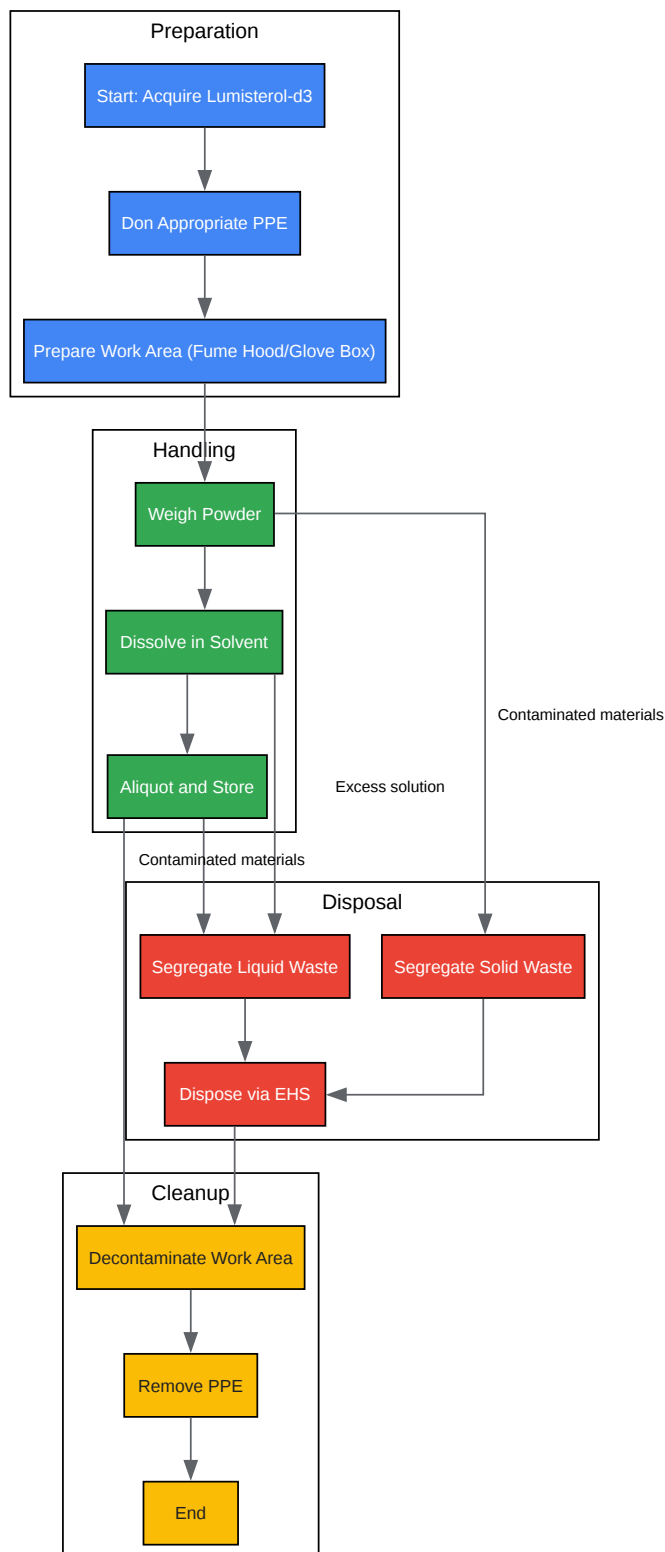 Preparation
Start: Acquire Lumisterol-d3
Don Appropriate PPE
Prepare Work Area (Fume Hood/Glove Box)
Handling
Weigh Powder
Dissolve in Solvent
Contaminated materials
Aliquot and Store
Excess solution
Contaminated materials
Disposal
Segregate Liquid Waste
Segregate Solid Waste
Dispose via EHS
Cleanup
Decontaminate Work Area
Remove PPE
End